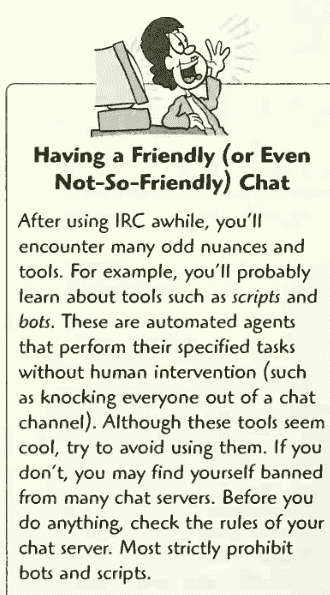 Having a Friendly (or Even
Not-So-Friendly) Chat
After using IRC awhile, you'll
encounter many odd nuances and
tools. For example, you'll probably
learn about tools such as scripts and
bots. These are automated agents
that perform their specified tasks
without human intervention (such
as knocking everyone out of a chat
channel). Although these tools seem
cool, try to avoid using them. If you
don't, you may find yourself banned
from many chat servers. Before you
do anything, check the rules of your
chat server. Most strictly prohibit
bots and scripts.